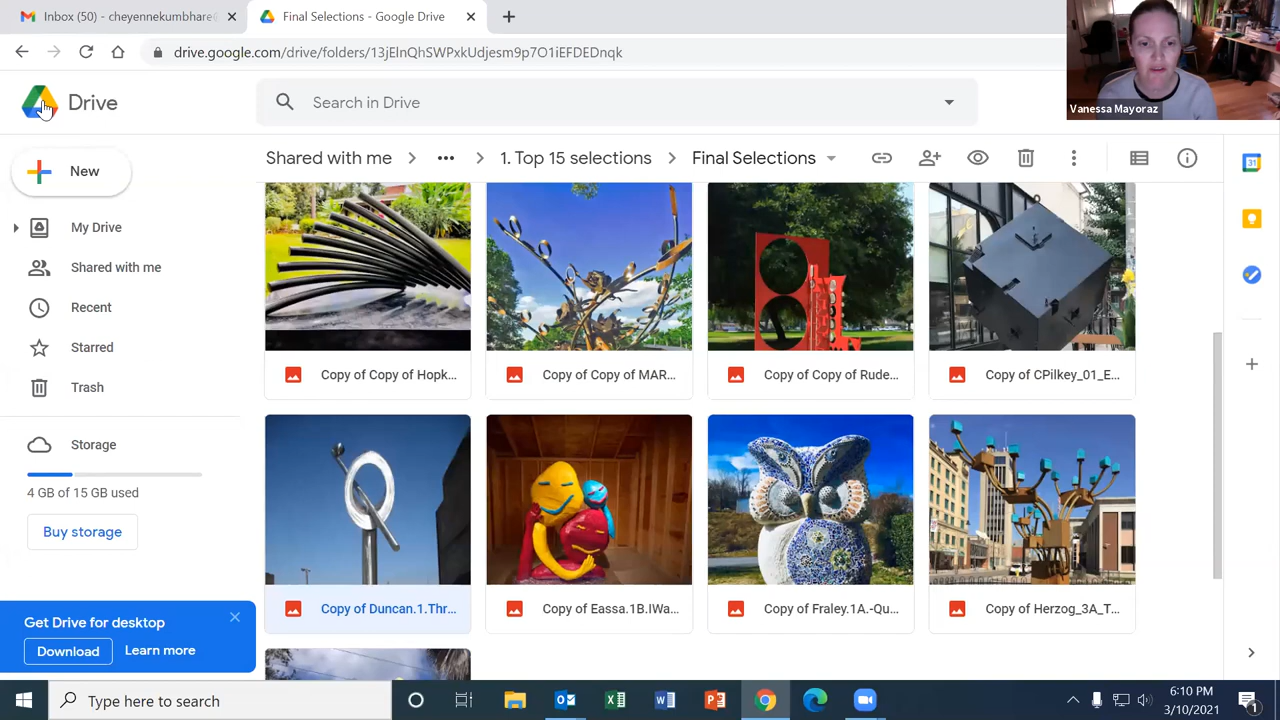 Inbox (50) - cheyennekumbhare@
Final Selections - Google Drive
drive.google.com/drive/folders/13jElnQhSWPxkUdjesm9p7O1iEFDEDnqk
Vanessa Mayoraz
Drive
Search in Drive
New
Shared with me
1. Top 15 selections
Final Selections
31
My Drive
Shared with me
Recent
Starred
Trash
Storage
4 GB of 15 GB used
Buy storage
Copy of Copy of Hopk...
Copy of Copy of MAR...
Copy of Copy of Rude...
Copy of CPilkey_01_E...
Copy of Duncan.1.Thr...
Copy of Eassa.1B.IWa...
Copy of Fraley.1A.-Qu...
Copy of Herzog_3A_T...
Get Drive for desktop
Download
Learn more
Type here to search
6:10 PM
3/10/2021
1